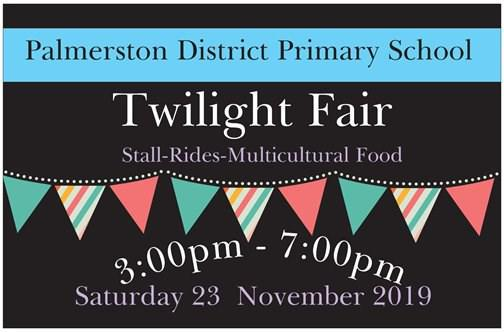 Palmerston District Primary School
Twilight Fair
Stall-Rides-Multicultural Food
3:00pm - 7:00pm
Saturday 23 November 2019